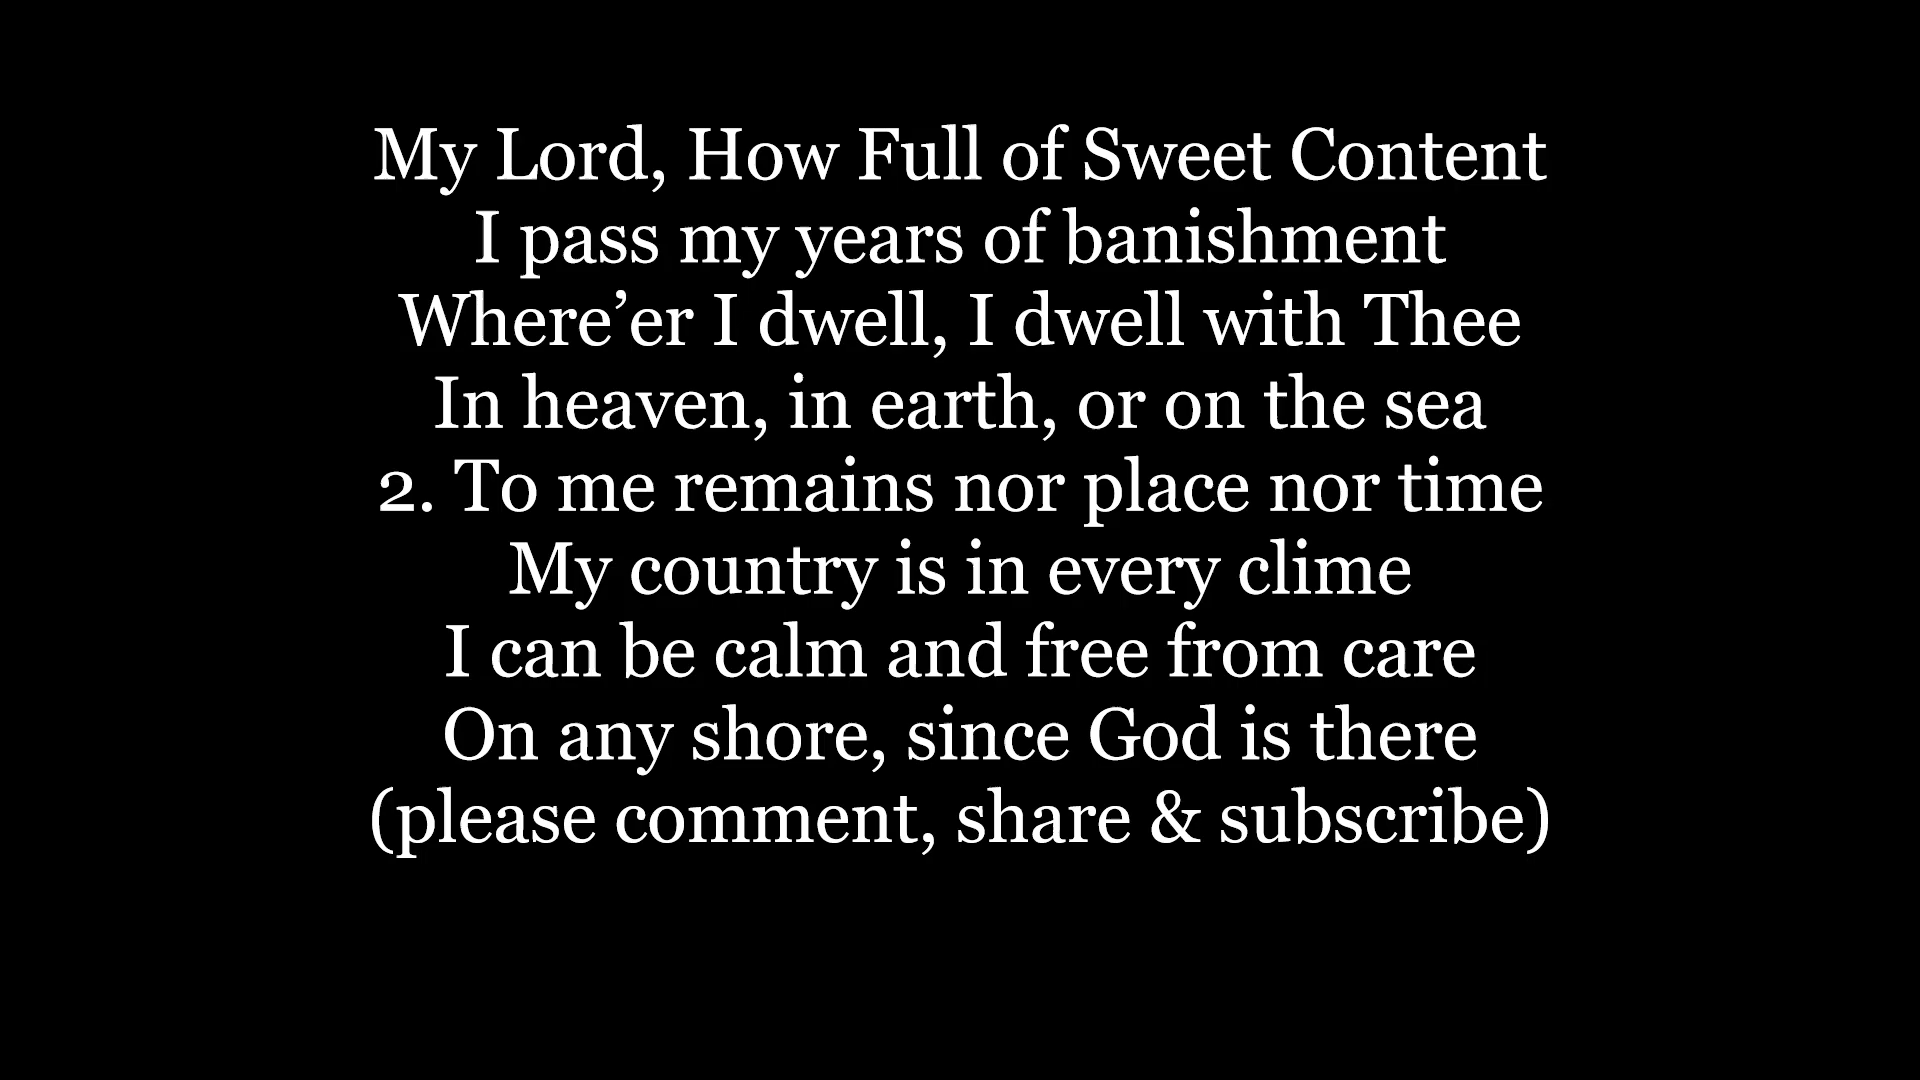 My Lord, How Full of Sweet Content
I pass my years of banishment
Where’er I dwell, I dwell with Thee
In heaven, in earth, or on the sea
2. To me remains nor place nor time
My country is in every clime
I can be calm and free from care
On any shore, since God is there
(please comment, share & subscribe)